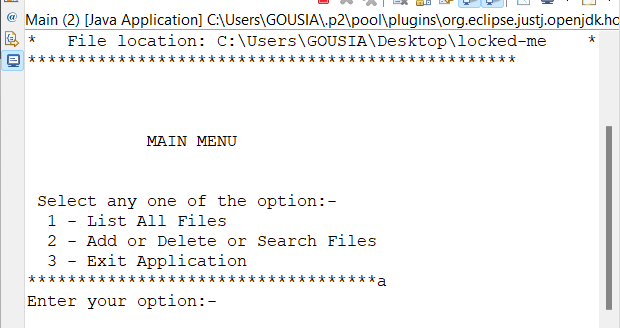 Main (2) [Java Application] C:\Users\GOUSIA\.p2\pool\plugins\org.eclipse.justj.openjdk.ho
*   File location: C:\Users\GOUSIA\Desktop\locked-me    *
*************************************************
MAIN MENU
Select any one of the option:-
1 - List All Files
2 - Add or Delete or Search Files
3 - Exit Application
***********************************a
Enter your option:-